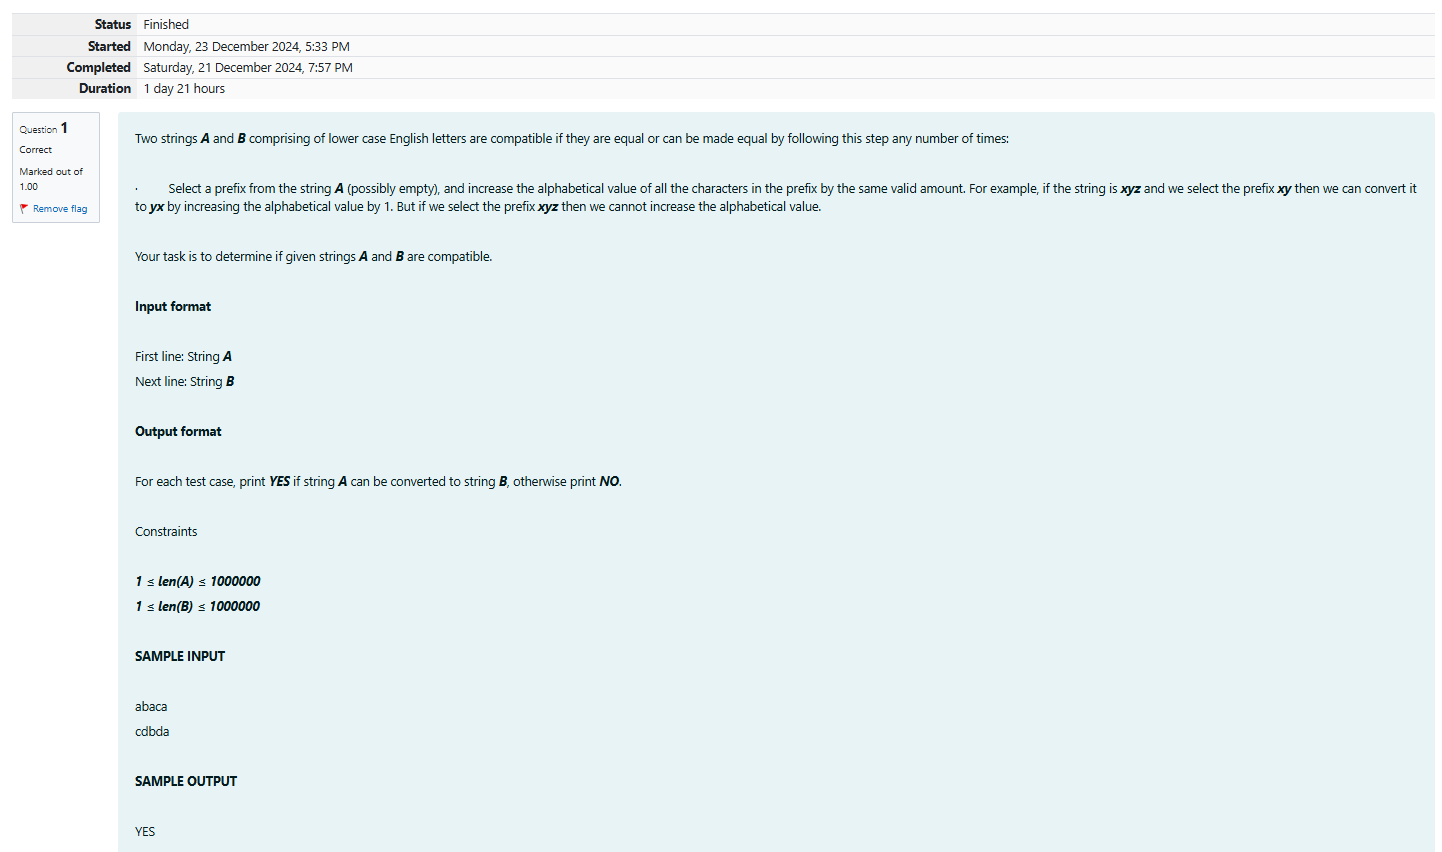 Status Finished
Started Monday, 23 December 2024, 5:33 PM
Completed Saturday, 21 December 2024, 7:57 PM
Duration 1 day 21 hours
Question 1
Correct
Marked out of
1.00
Remove flag
Two strings A and B comprising of lower case English letters are compatible if they are equal or can be made equal by following this step any number of times:
· Select a prefix from the string A (possibly empty), and increase the alphabetical value of all the characters in the prefix by the same valid amount. For example, if the string is xyz and we select the prefix xy then we can convert it
to yx by increasing the alphabetical value by 1. But if we select the prefix xyz then we cannot increase the alphabetical value.
Your task is to determine if given strings A and B are compatible.
Input format
First line: String A
Next line: String B
Output format
For each test case, print YES if string A can be converted to string B, otherwise print NO.
Constraints
1 ≤ len(A) ≤ 1000000
1 ≤ len(B) ≤ 1000000
SAMPLE INPUT
abaca
cdbda
SAMPLE OUTPUT
YES